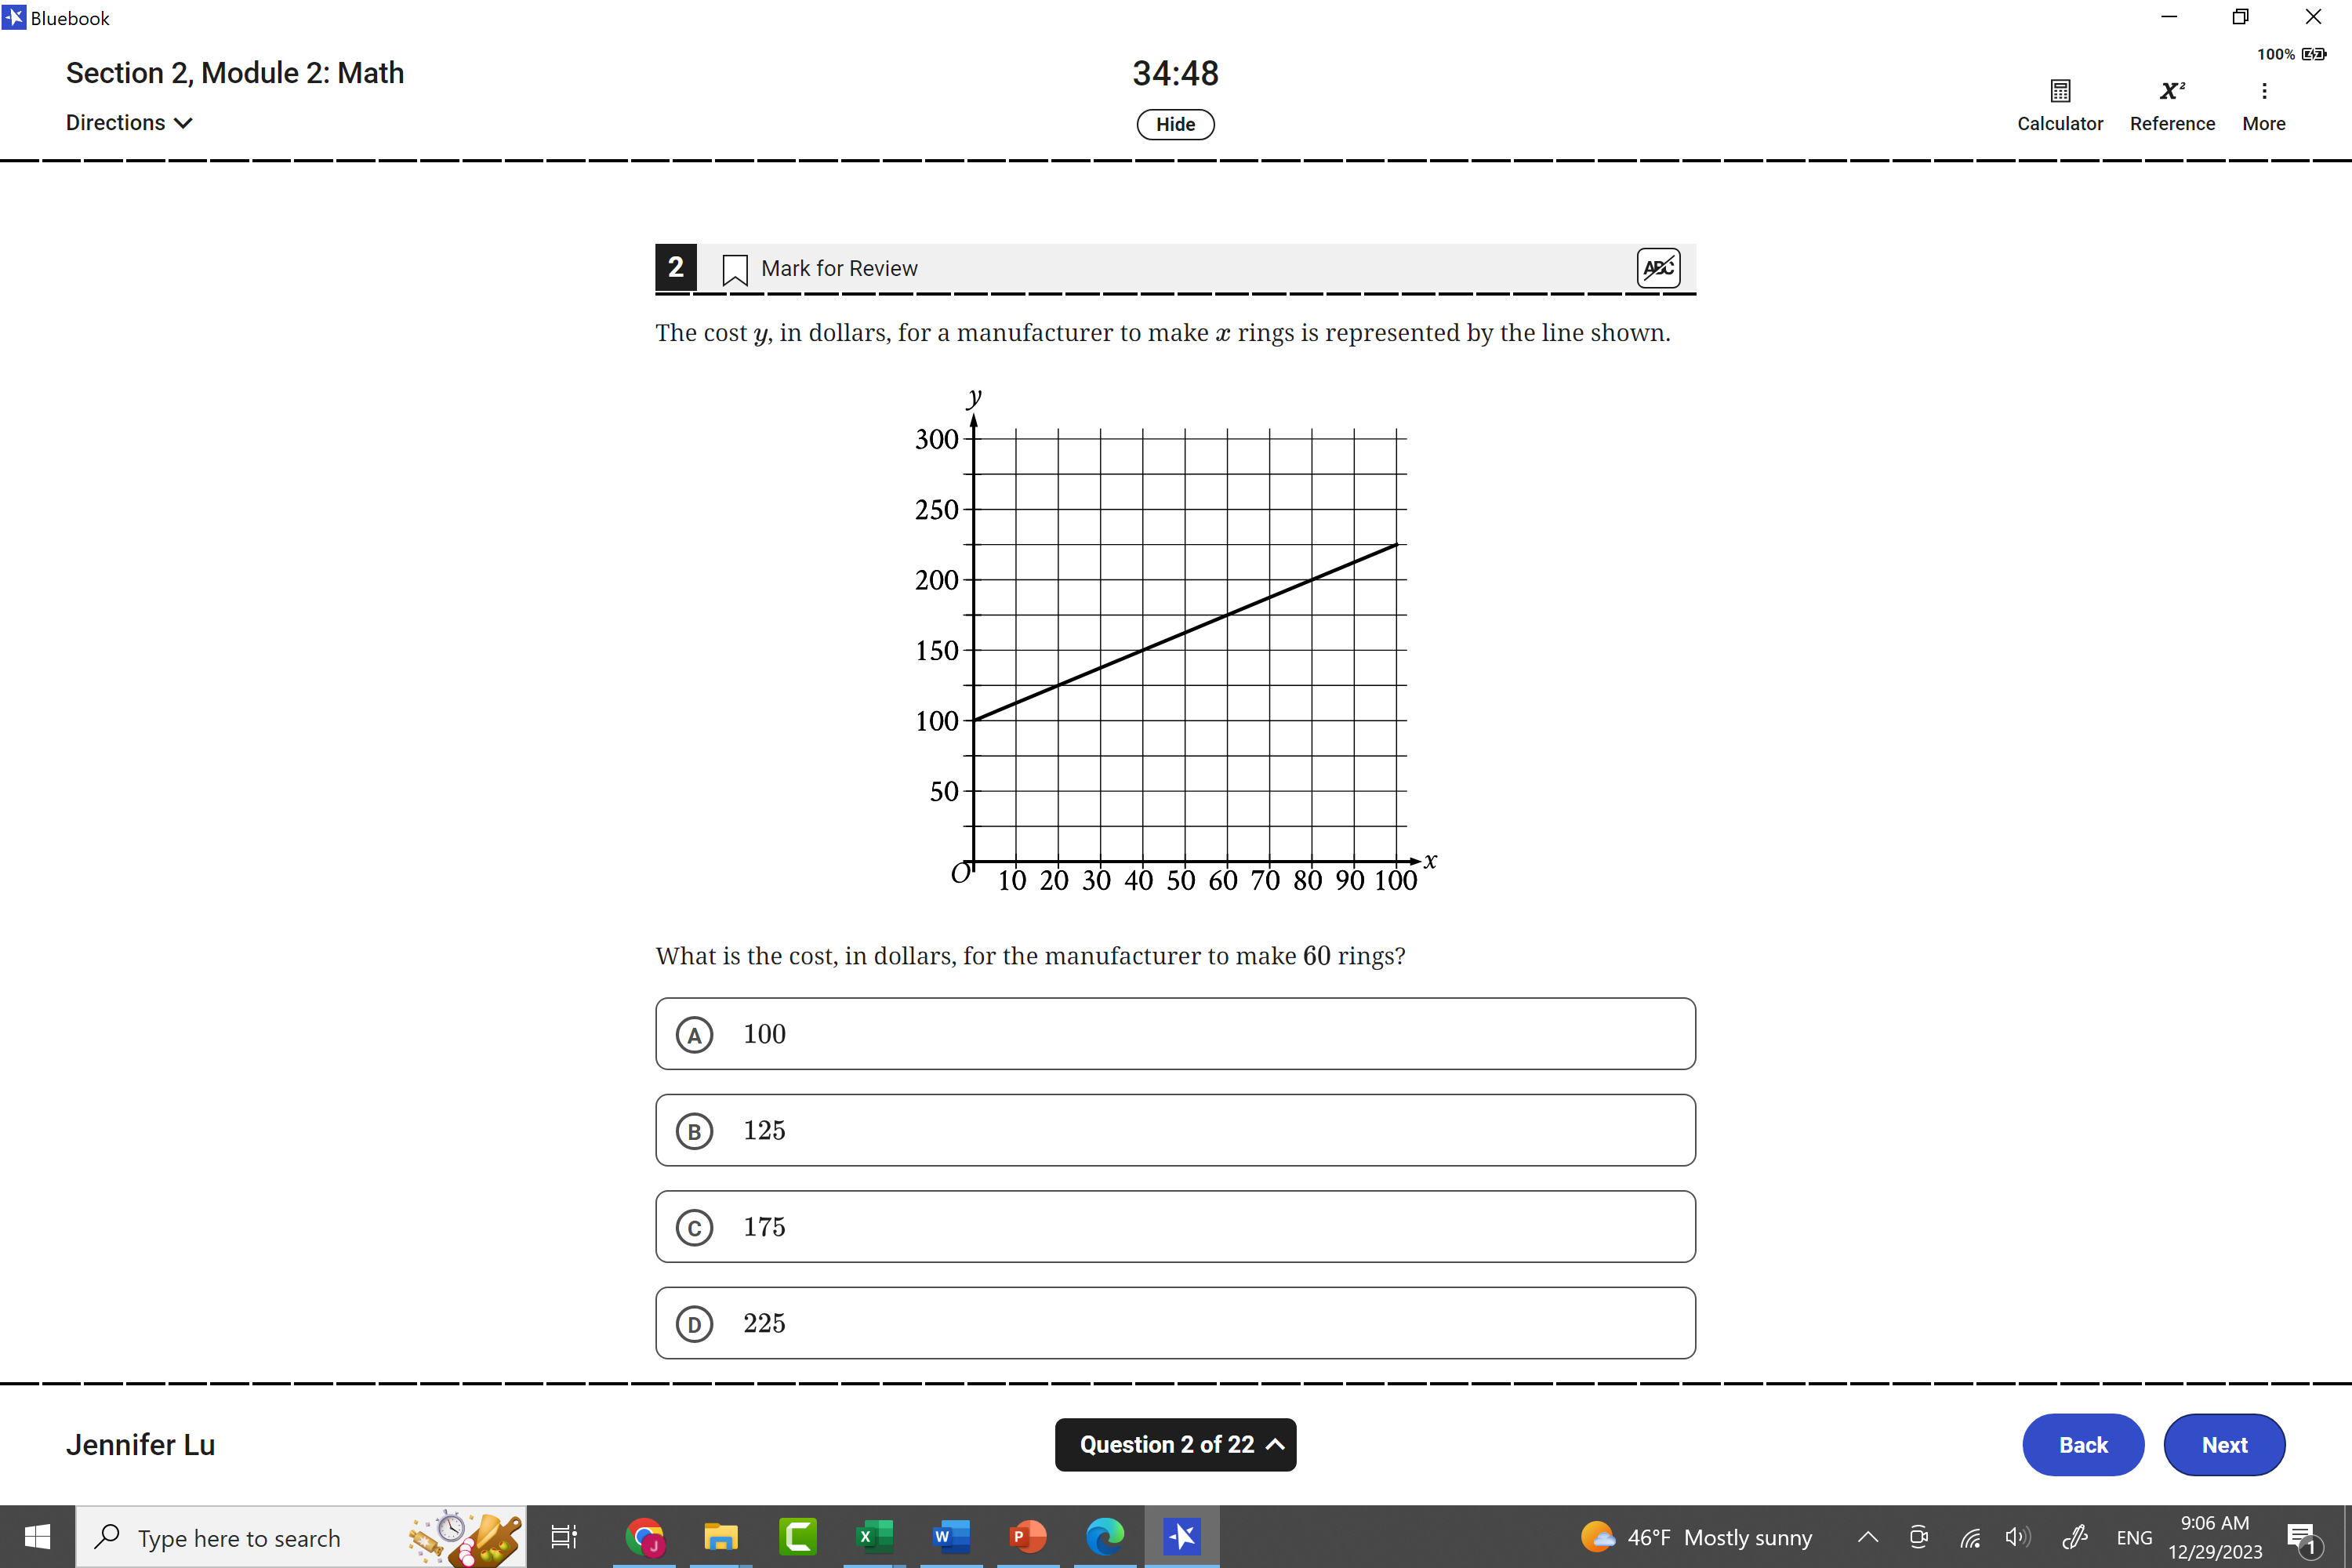 Bluebook
100%
Section 2, Module 2: Math
34:48
Directions
Hide
Calculator
x²
Reference
More
2
Mark for Review
ABC
The cost y, in dollars, for a manufacturer to make x rings is represented by the line shown.
y
300
250
200
150
100
50
O
x
10 20 30 40 50 60 70 80 90 100
What is the cost, in dollars, for the manufacturer to make 60 rings?
A 100
B 125
C 175
D 225
Jennifer Lu
Question 2 of 22
Back
Next
Type here to search
J
X
W
P
46°F Mostly sunny
ENG
9:06 AM
12/29/2023
1